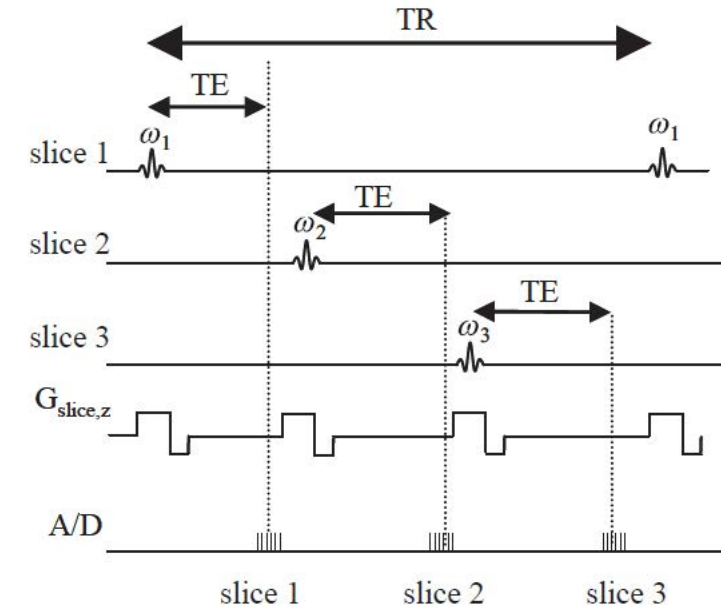 TR
TE
slice 1 ω₁ ω₁
TE
slice 2 ω₂
TE
slice 3 ω₃
G_slice,z
A/D
slice 1 slice 2 slice 3